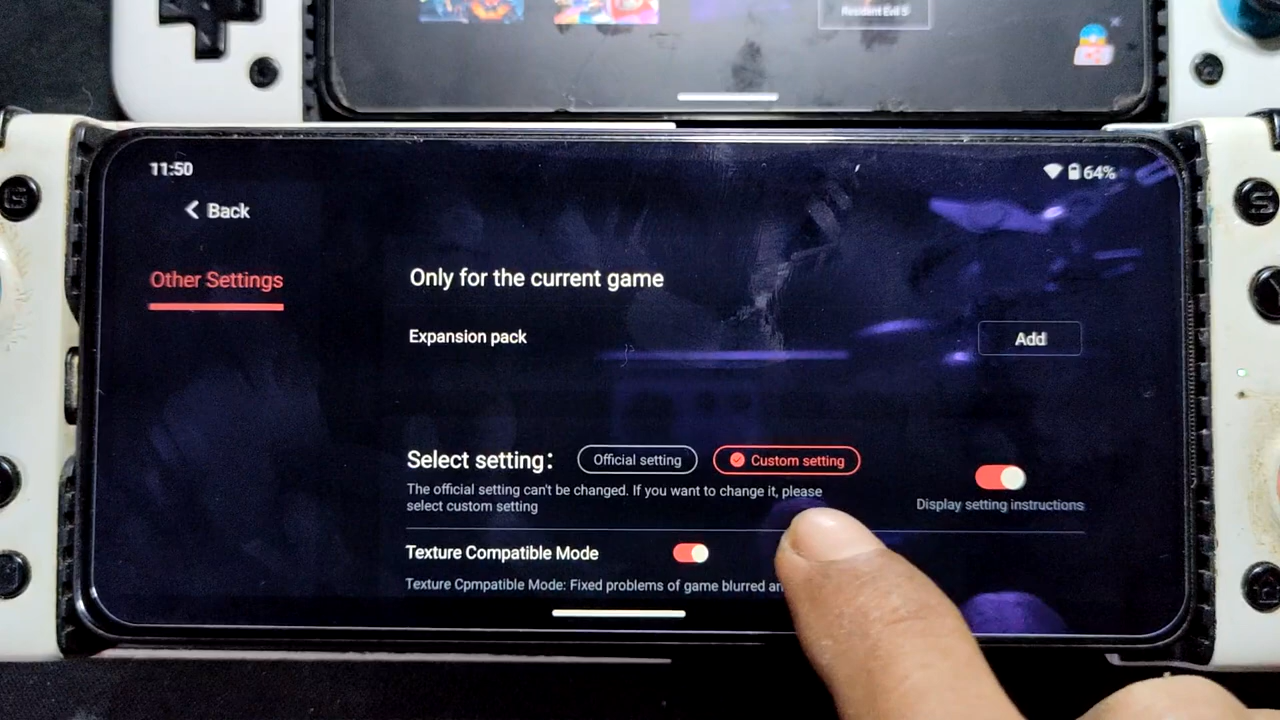 Resident Evil 5
11:50
64%
Back
Other Settings
Only for the current game
Expansion pack
Add
Select setting:
Official setting
Custom setting
The official setting can't be changed. If you want to change it, please
select custom setting
Display setting instructions
Texture Compatible Mode
Texture Cpmpatible Mode: Fixed problems of game blurred
G
S